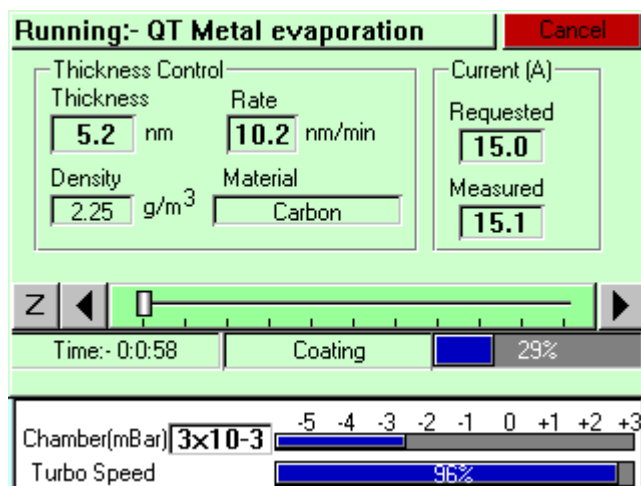 Running:- QT Metal evaporation Cancel
Thickness Control Current (A)
Thickness Rate Requested
5.2 nm 10.2 nm/min 15.0
Density Material Measured
2.25 g/m³ Carbon 15.1
Z
Time:- 0:0:58 Coating 29%
-5 -4 -3 -2 -1 0 +1 +2 +3
Chamber(mBar) 3x10-3
Turbo Speed 96%